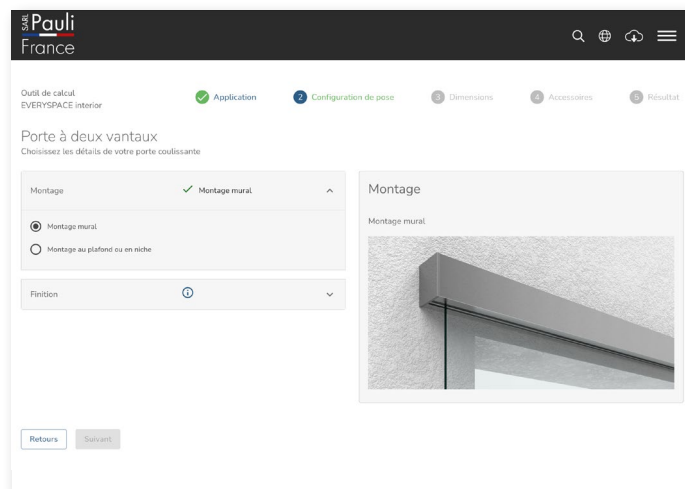 SARL Pauli
France
Outil de calcul
EVERYSPACE interior
Application
2 Configuration de pose
3 Dimensions
4 Accessoires
5 Résultat
Porte à deux vantaux
Choisissez les détails de votre porte coulissante
Montage
Montage mural
Montage mural
Montage au plafond ou en niche
Finition
Montage
Montage mural
Retours
Suivant